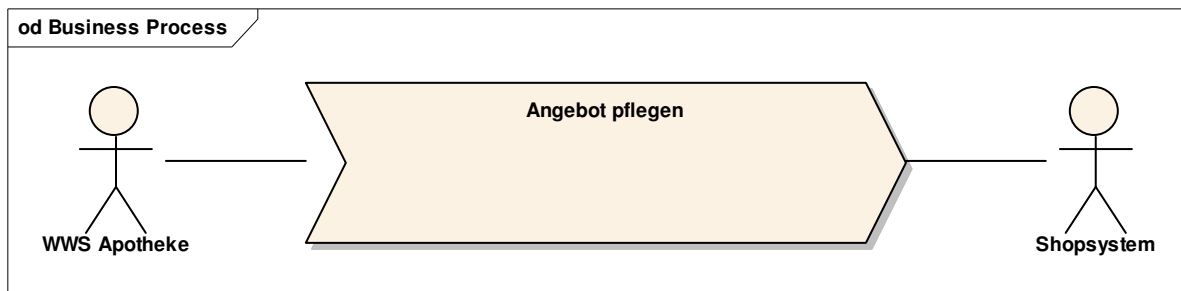 od Business Process
Angebot pflegen
WWS Apotheke
Shopsystem